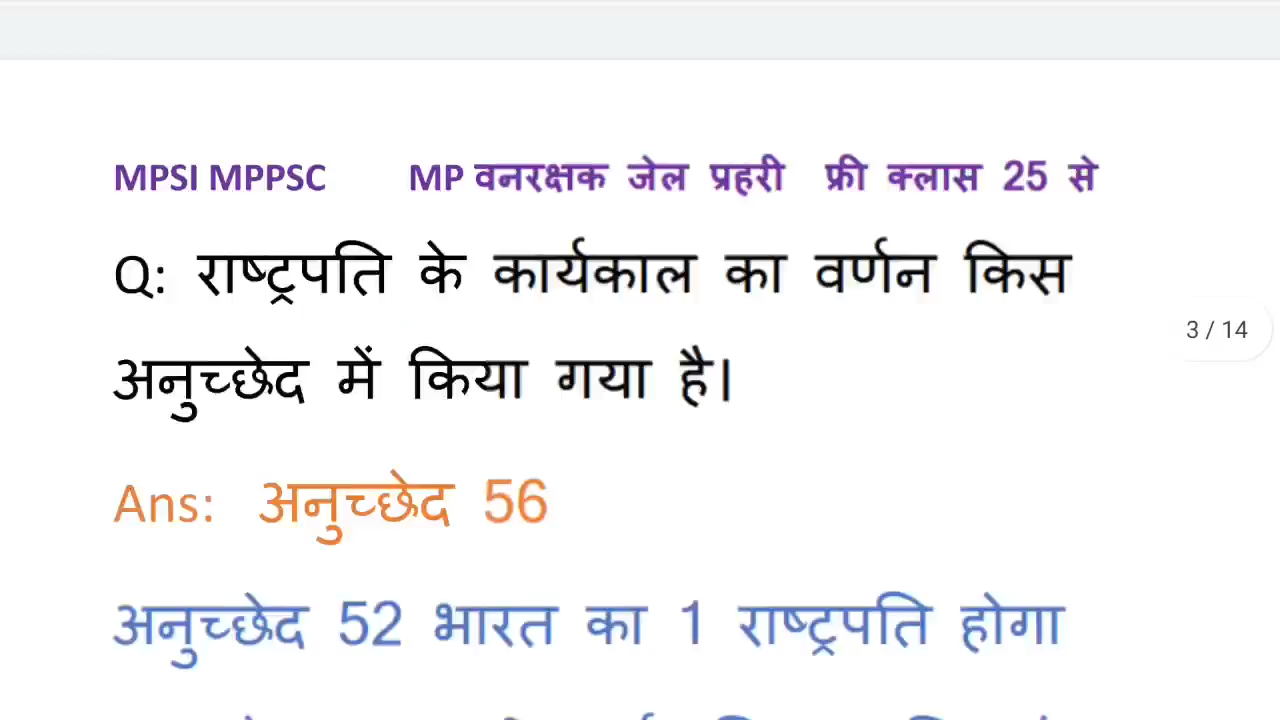 MPSI MPPSC MP वनरक्षक जेल प्रहरी फ्री क्लास 25 से
Q: राष्ट्रपति के कार्यकाल का वर्णन किस
3 / 14
अनुच्छेद में किया गया है।
Ans: अनुच्छेद 56
अनुच्छेद 52 भारत का 1 राष्ट्रपति होगा